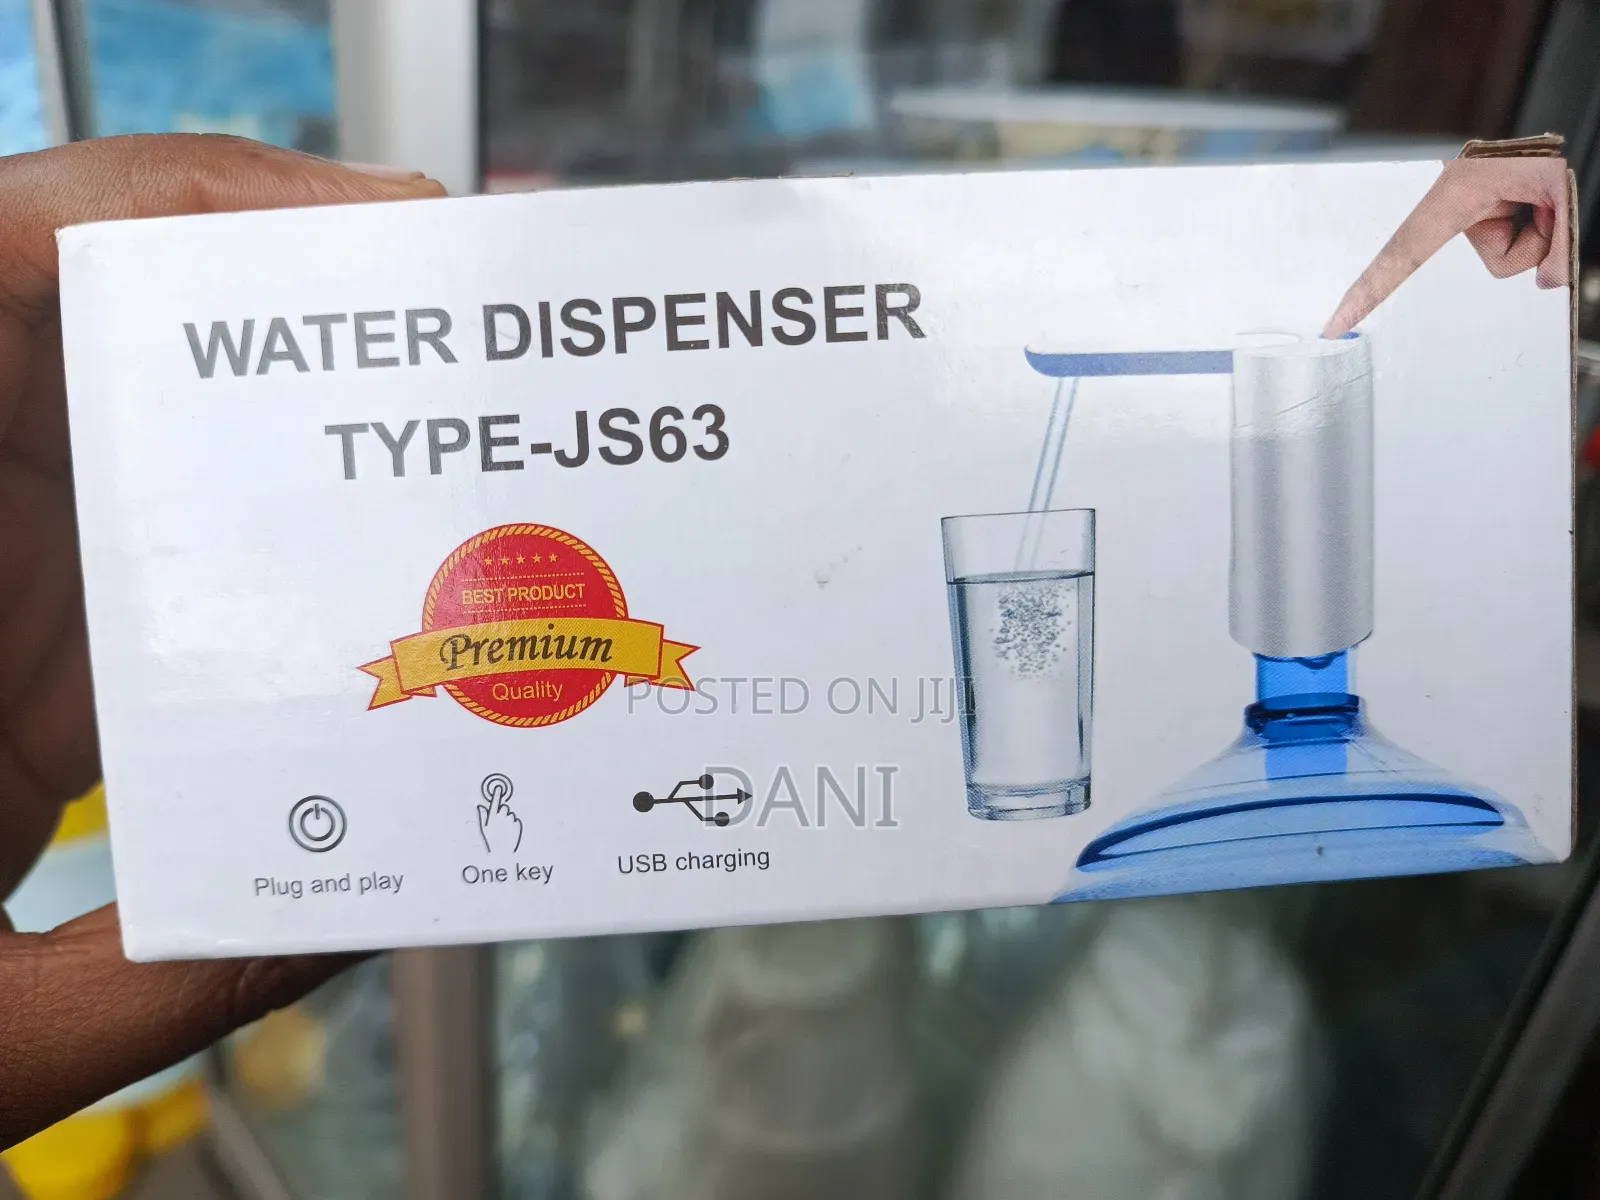 WATER DISPENSER
TYPE-JS63
BEST PRODUCT
Premium
Quality
POSTED ON JIJI
DANI
Plug and play
One key
USB charging